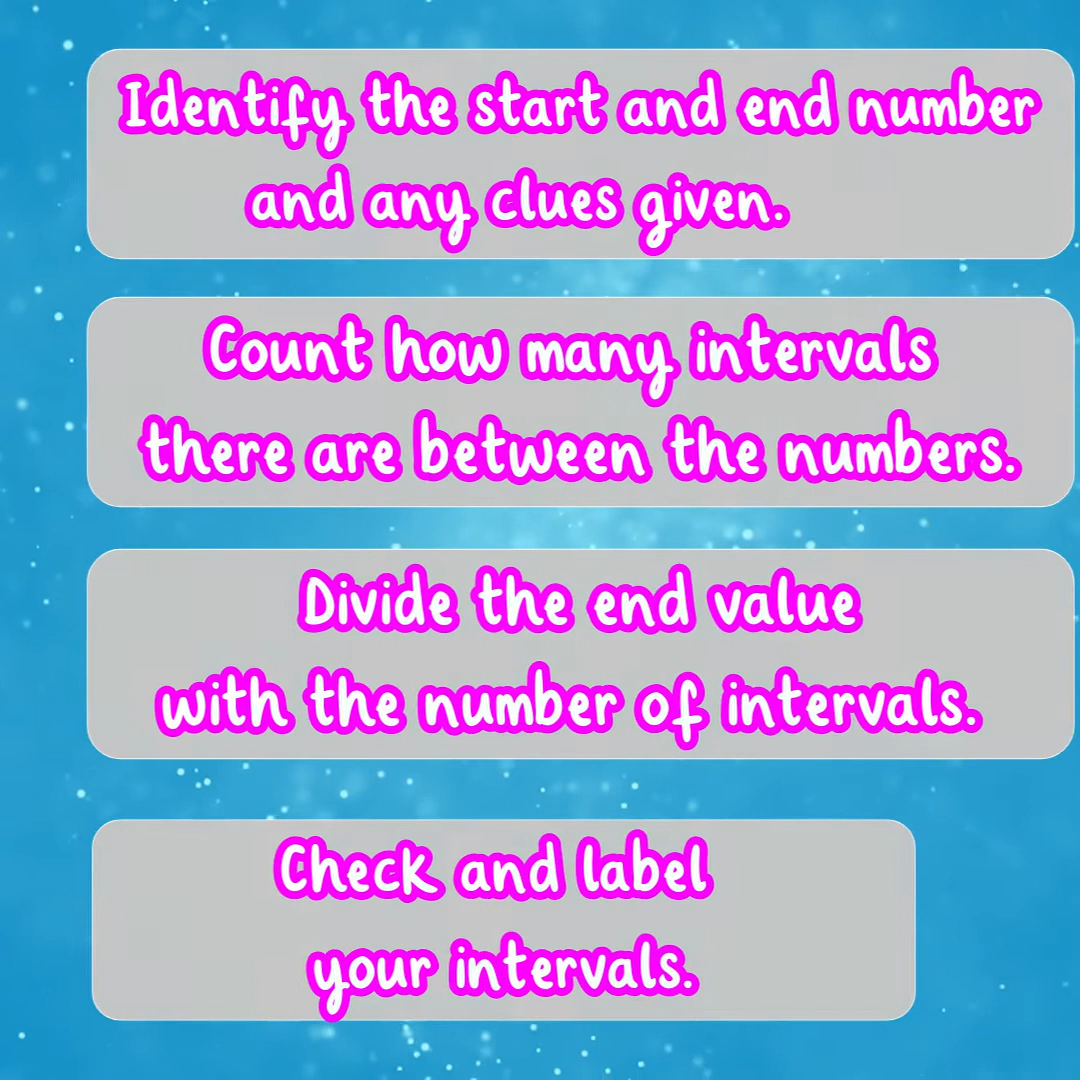 Identify the start and end number
and any clues given.
Count how many intervals
there are between the numbers.
Divide the end value
with the number of intervals.
Check and label
your intervals.